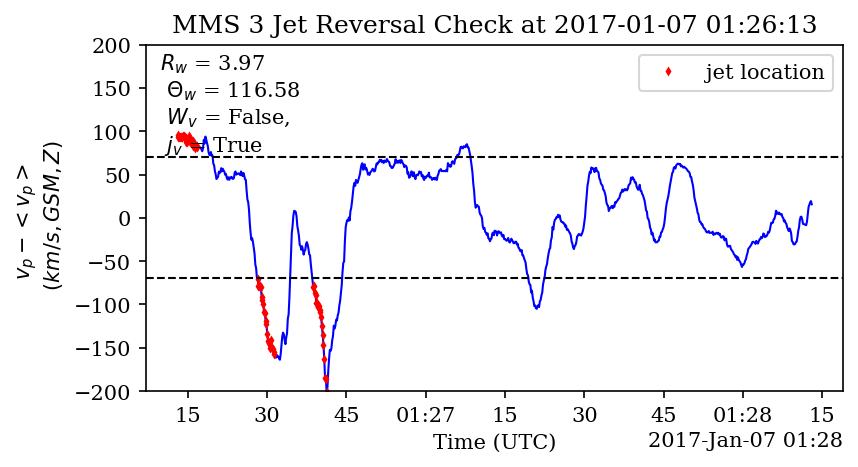 MMS 3 Jet Reversal Check at 2017-01-07 01:26:13
R_w = 3.97
Θ_w = 116.58
W_v = False,
j_v = True
jet location
v_p − < v_p >
(km/s, GSM, Z)
200
150
100
50
0
−50
−100
−150
−200
15 30 45 01:27 15 30 45 01:28 15
Time (UTC)
2017-Jan-07 01:28